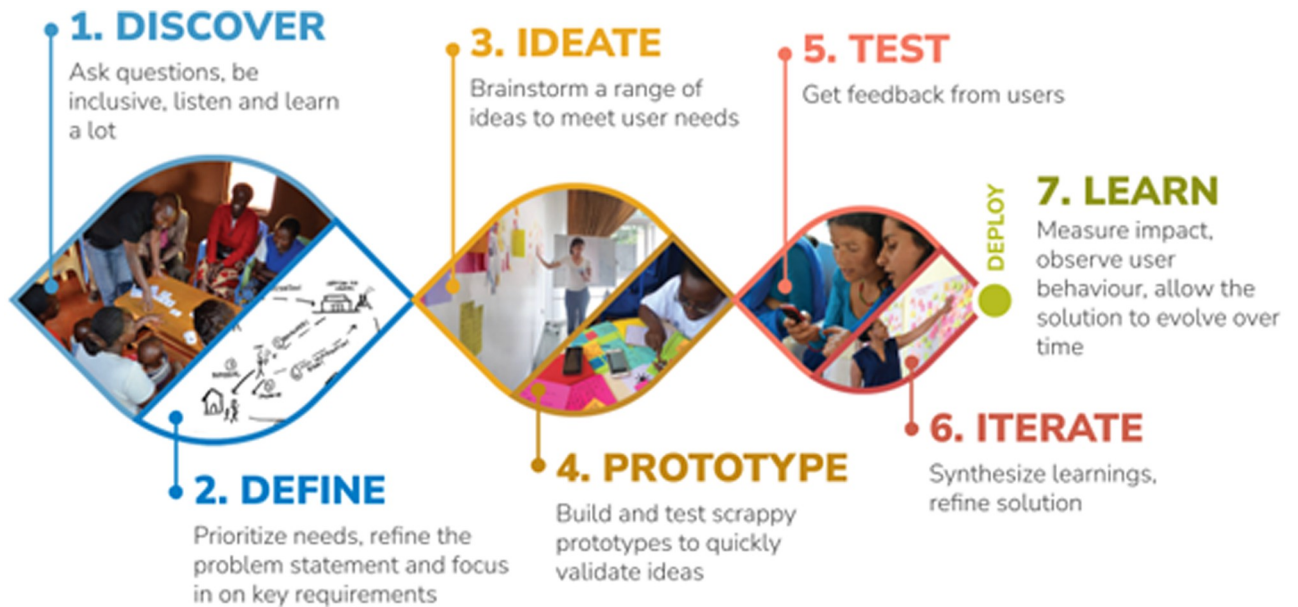 1. DISCOVER
Ask questions, be
inclusive, listen and learn
a lot
2. DEFINE
Prioritize needs, refine the
problem statement and focus
in on key requirements
3. IDEATE
Brainstorm a range of
ideas to meet user needs
4. PROTOTYPE
Build and test scrappy
prototypes to quickly
validate ideas
5. TEST
Get feedback from users
6. ITERATE
Synthesize learnings,
refine solution
DEPLOY
7. LEARN
Measure impact,
observe user
behaviour, allow the
solution to evolve over
time